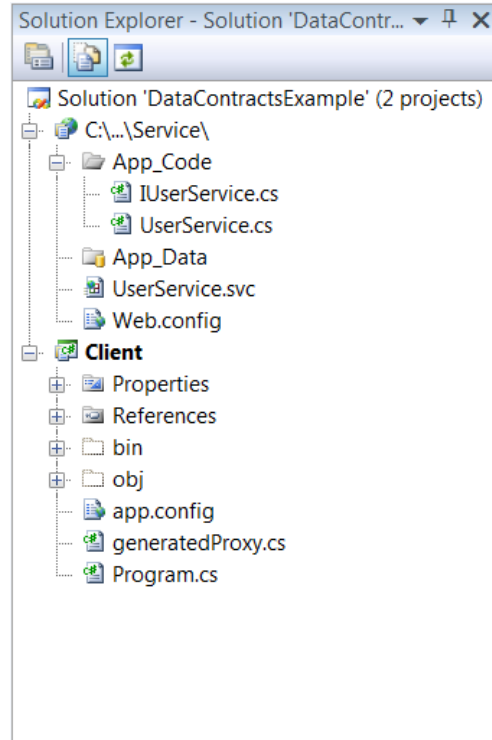 Solution Explorer - Solution 'DataContr...
Solution 'DataContractsExample' (2 projects)
C:\...\Service\
App_Code
IUserService.cs
UserService.cs
App_Data
UserService.svc
Web.config
Client
Properties
References
bin
obj
app.config
generatedProxy.cs
Program.cs